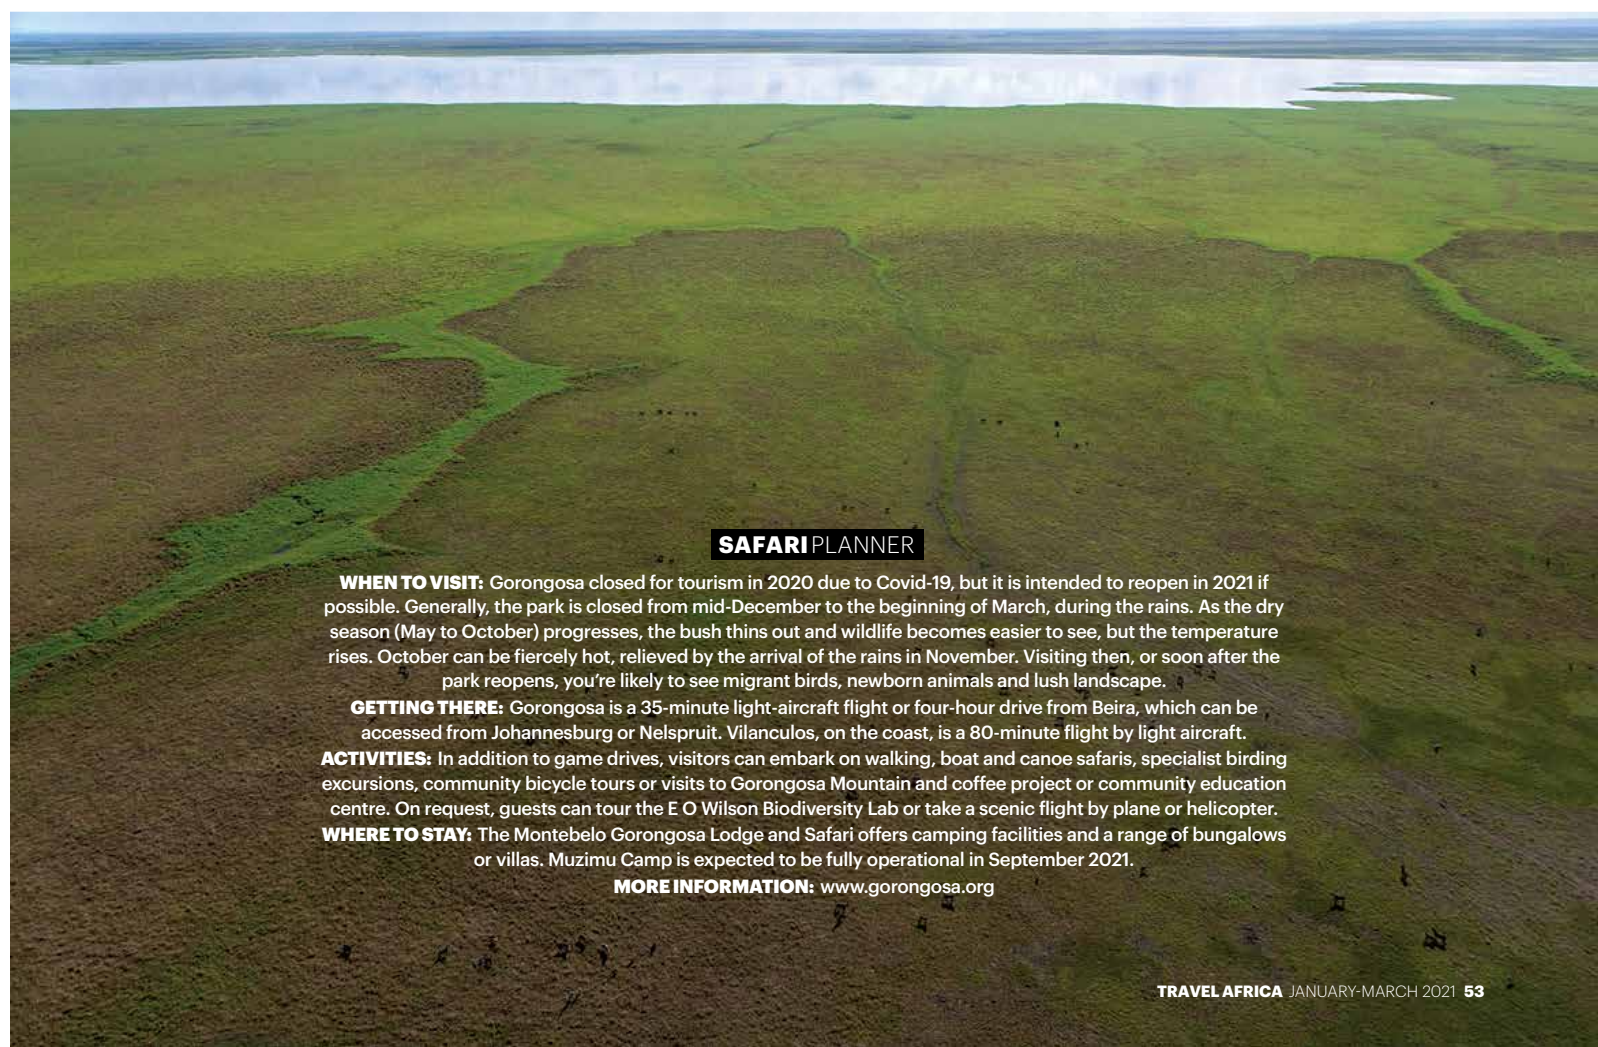 SAFARI PLANNER
WHEN TO VISIT: Gorongosa closed for tourism in 2020 due to Covid-19, but it is intended to reopen in 2021 if
possible. Generally, the park is closed from mid-December to the beginning of March, during the rains. As the dry
season (May to October) progresses, the bush thins out and wildlife becomes easier to see, but the temperature
rises. October can be fiercely hot, relieved by the arrival of the rains in November. Visiting then, or soon after the
park reopens, you’re likely to see migrant birds, newborn animals and lush landscape.
GETTING THERE: Gorongosa is a 35-minute light-aircraft flight or four-hour drive from Beira, which can be
accessed from Johannesburg or Nelspruit. Vilanculos, on the coast, is a 80-minute flight by light aircraft.
ACTIVITIES: In addition to game drives, visitors can embark on walking, boat and canoe safaris, specialist birding
excursions, community bicycle tours or visits to Gorongosa Mountain and coffee project or community education
centre. On request, guests can tour the E O Wilson Biodiversity Lab or take a scenic flight by plane or helicopter.
WHERE TO STAY: The Montebelo Gorongosa Lodge and Safari offers camping facilities and a range of bungalows
or villas. Muzimu Camp is expected to be fully operational in September 2021.
MORE INFORMATION: www.gorongosa.org
TRAVEL AFRICA JANUARY-MARCH 2021 53